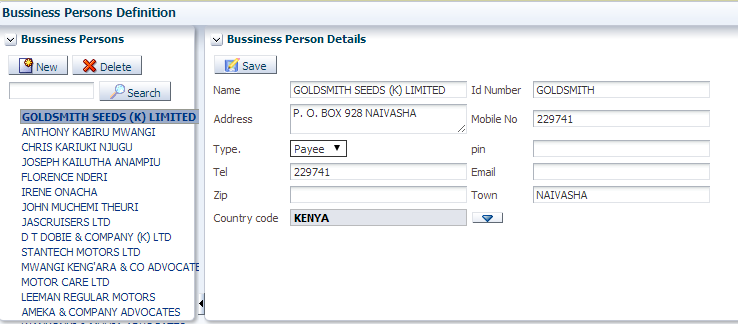 Bussiness Persons Definition
Bussiness Persons
New Delete
Search
GOLDSMITH SEEDS (K) LIMITED
ANTHONY KABIRU MWANGI
CHRIS KARIUKI NJUGU
JOSEPH KAILUTHA ANAMPIU
FLORENCE NDERI
IRENE ONACHA
JOHN MUCHEMI THEURI
JASCRUISERS LTD
D T DOBIE & COMPANY (K) LTD
STANTECH MOTORS LTD
MWANGI KENG'ARA & CO ADVOCATE
MOTOR CARE LTD
LEEMAN REGULAR MOTORS
AMEKA & COMPANY ADVOCATES
Bussiness Person Details
Save
Name GOLDSMITH SEEDS (K) LIMITED Id Number GOLDSMITH
Address P. O. BOX 928 NAIVASHA Mobile No 229741
Type. Payee pin
Tel 229741 Email
Zip Town NAIVASHA
Country code KENYA